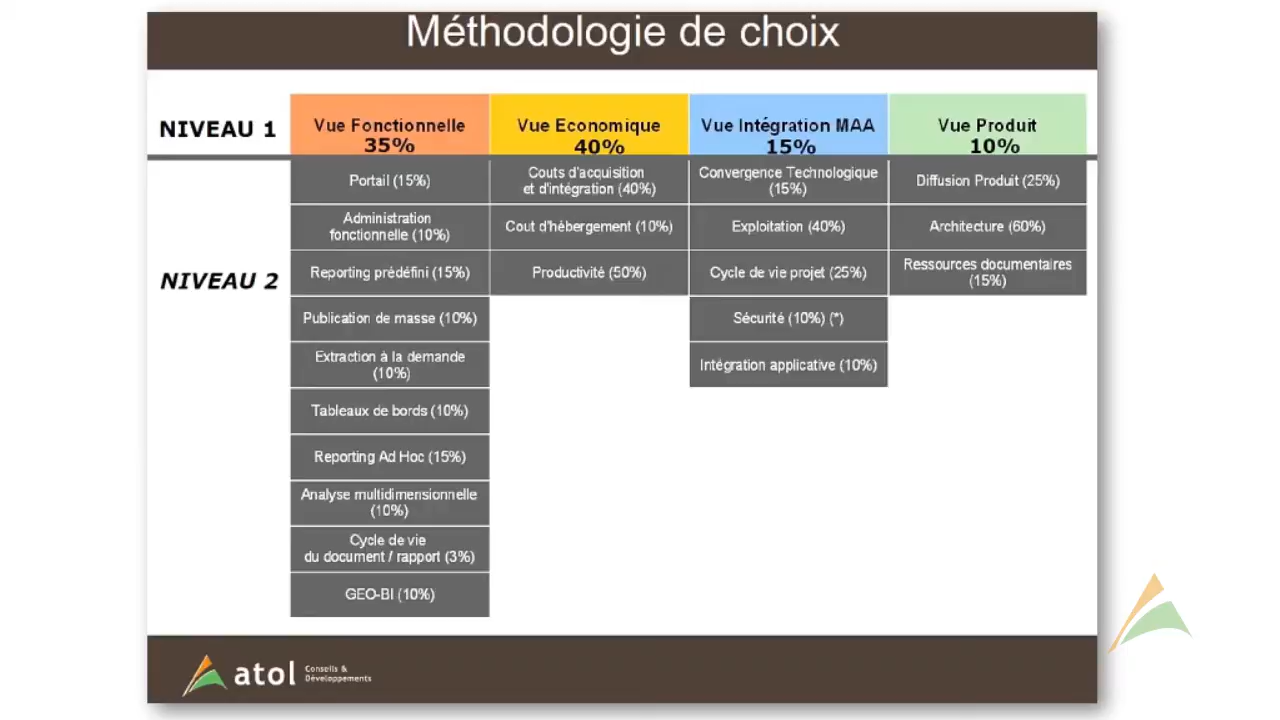 Méthodologie de choix
NIVEAU 1
Vue Fonctionnelle
35%
Vue Economique
40%
Vue Intégration MAA
15%
Vue Produit
10%
NIVEAU 2
Portail (15%)
Administration
fonctionnelle (10%)
Reporting prédéfini (15%)
Publication de masse (10%)
Extraction à la demande
(10%)
Tableaux de bords (10%)
Reporting Ad Hoc (15%)
Analyse multidimensionnelle
(10%)
Cycle de vie
du document / rapport (3%)
GEO-BI (10%)
Couts d'acquisition
et d'intégration (40%)
Cout d'hébergement (10%)
Productivité (50%)
Convergence Technologique
(15%)
Exploitation (40%)
Cycle de vie projet (25%)
Sécurité (10%) (*)
Intégration applicative (10%)
Diffusion Produit (25%)
Architecture (60%)
Ressources documentaires
(15%)
atol
Conseils &
Développements